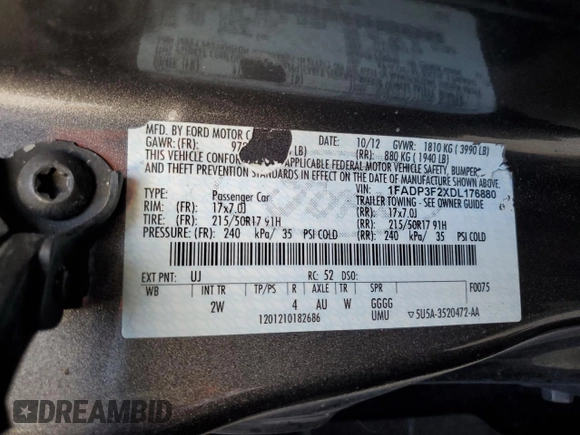 MFD. BY FORD MOTOR C
DATE: 10/12 GVWR: 1810 KG ( 3990 LB)
GAWR: (FR): LB) (RR): 880 KG ( 1940 LB)
THIS VEHICLE APPLICABLE FEDERAL MOTOR VEHICLE SAFETY, BUMPER,
AND THEFT PREVENTION STANDARDS IN EFFECT ON THE DATE OF MANUFACTURE SHOWN ABOVE.
VIN: 1FADP3F2XDL176880
TYPE: Passenger Car TRAILER TOWING - SEE OWNER GUIDE
RIM: (FR): 17x7.0J (RR): 17x7.0J
TIRE: (FR): 215/50R17 91H (RR): 215/50R17 91H
PRESSURE: (FR): 240 kPa/ 35 PSI COLD (RR): 240 kPa/ 35 PSI COLD
EXT PNT: UJ RC: 52 DSO: F0075
WB INT TR TP/PS R AXLE TR SPR
2W 4 AU W GGGG
1201210182686 UMU ▽5U5A-3520472-AA
DREAMBID